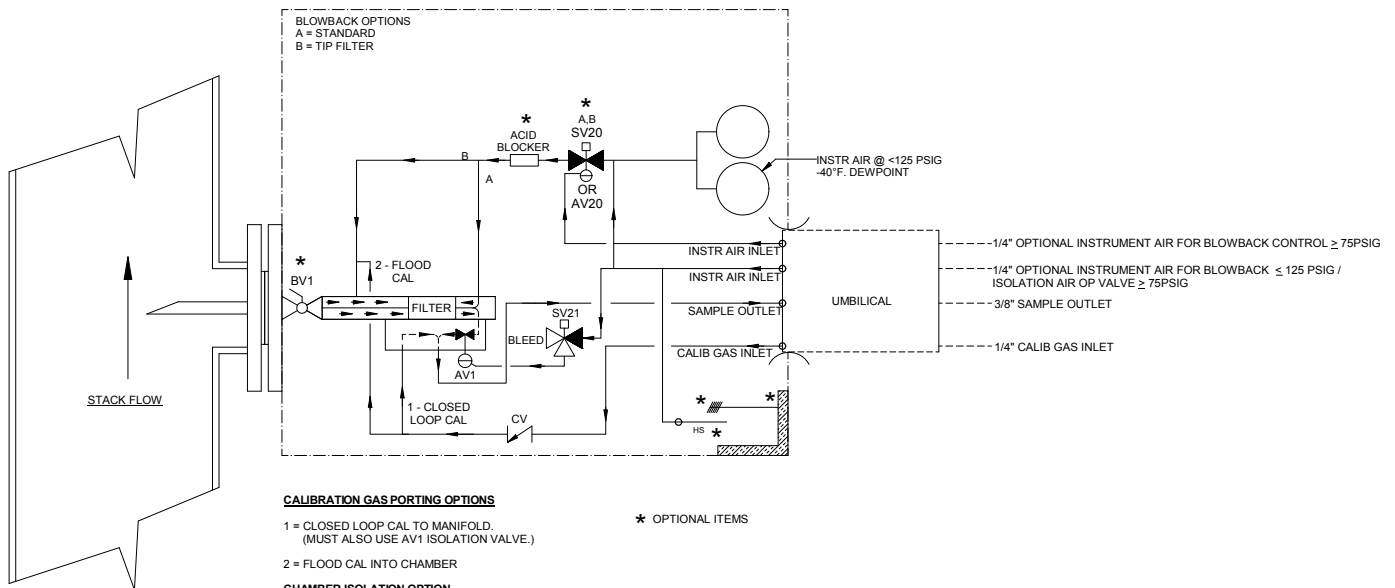 BLOWBACK OPTIONS
A = STANDARD
B = TIP FILTER
*
A,B
SV20
*
ACID
BLOCKER
B
A
OR
AV20
INSTR AIR @ <125 PSIG
-40°F. DEWPOINT
INSTR AIR INLET
1/4" OPTIONAL INSTRUMENT AIR FOR BLOWBACK CONTROL ≥ 75PSIG
2 - FLOOD
CAL
INSTR AIR INLET
1/4" OPTIONAL INSTRUMENT AIR FOR BLOWBACK ≤ 125 PSIG /
ISOLATION AIR OP VALVE ≥ 75PSIG
*
BV1
FILTER
SAMPLE OUTLET
UMBILICAL
3/8" SAMPLE OUTLET
SV21
BLEED
CALIB GAS INLET
1/4" CALIB GAS INLET
AV1
STACK FLOW
1 - CLOSED
LOOP CAL
CV
*
*
HS
*
CALIBRATION GAS PORTING OPTIONS
* OPTIONAL ITEMS
1 = CLOSED LOOP CAL TO MANIFOLD.
(MUST ALSO USE AV1 ISOLATION VALVE.)
2 = FLOOD CAL INTO CHAMBER
CHAMBER ISOLATION OPTION